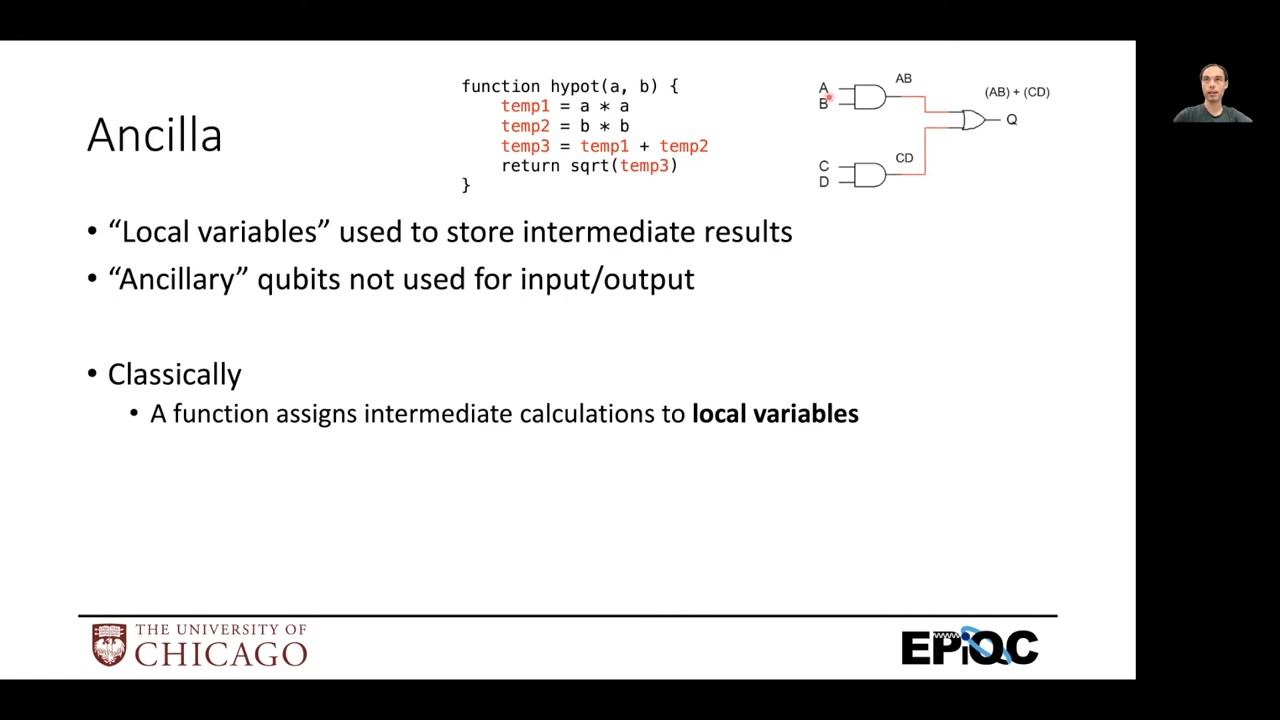 Ancilla
function hypot(a, b) {
temp1 = a * a
temp2 = b * b
temp3 = temp1 + temp2
return sqrt(temp3)
}
A
B
AB
C
D
CD
(AB) + (CD)
Q
• “Local variables” used to store intermediate results
• “Ancillary” qubits not used for input/output
• Classically
• A function assigns intermediate calculations to local variables
THE UNIVERSITY OF
CHICAGO
EPiQC